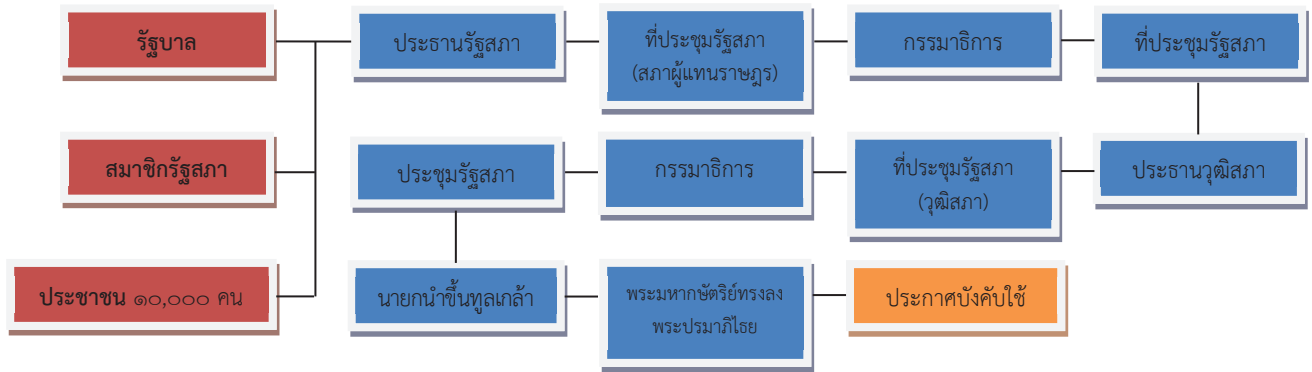 รัฐบาล
ประธานรัฐสภา
ที่ประชุมรัฐสภา
(สภาผู้แทนราษฎร)
กรรมาธิการ
ที่ประชุมรัฐสภา
สมาชิกรัฐสภา
ประชุมรัฐสภา
กรรมาธิการ
ที่ประชุมรัฐสภา
(วุฒิสภา)
ประธานวุฒิสภา
ประชาชน ๑๐,๐๐๐ คน
นายกนำขึ้นทูลเกล้า
พระมหากษัตริย์ทรงลง
พระปรมาภิไธย
ประกาศบังคับใช้